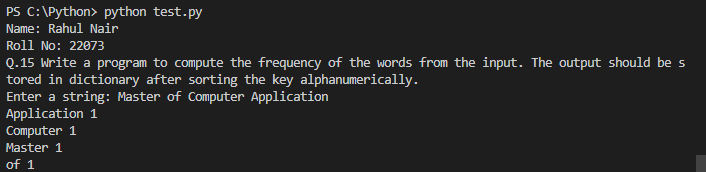 PS C:\Python> python test.py
Name: Rahul Nair
Roll No: 22073
Q.15 Write a program to compute the frequency of the words from the input. The output should be s
tored in dictionary after sorting the key alphanumerically.
Enter a string: Master of Computer Application
Application 1
Computer 1
Master 1
of 1